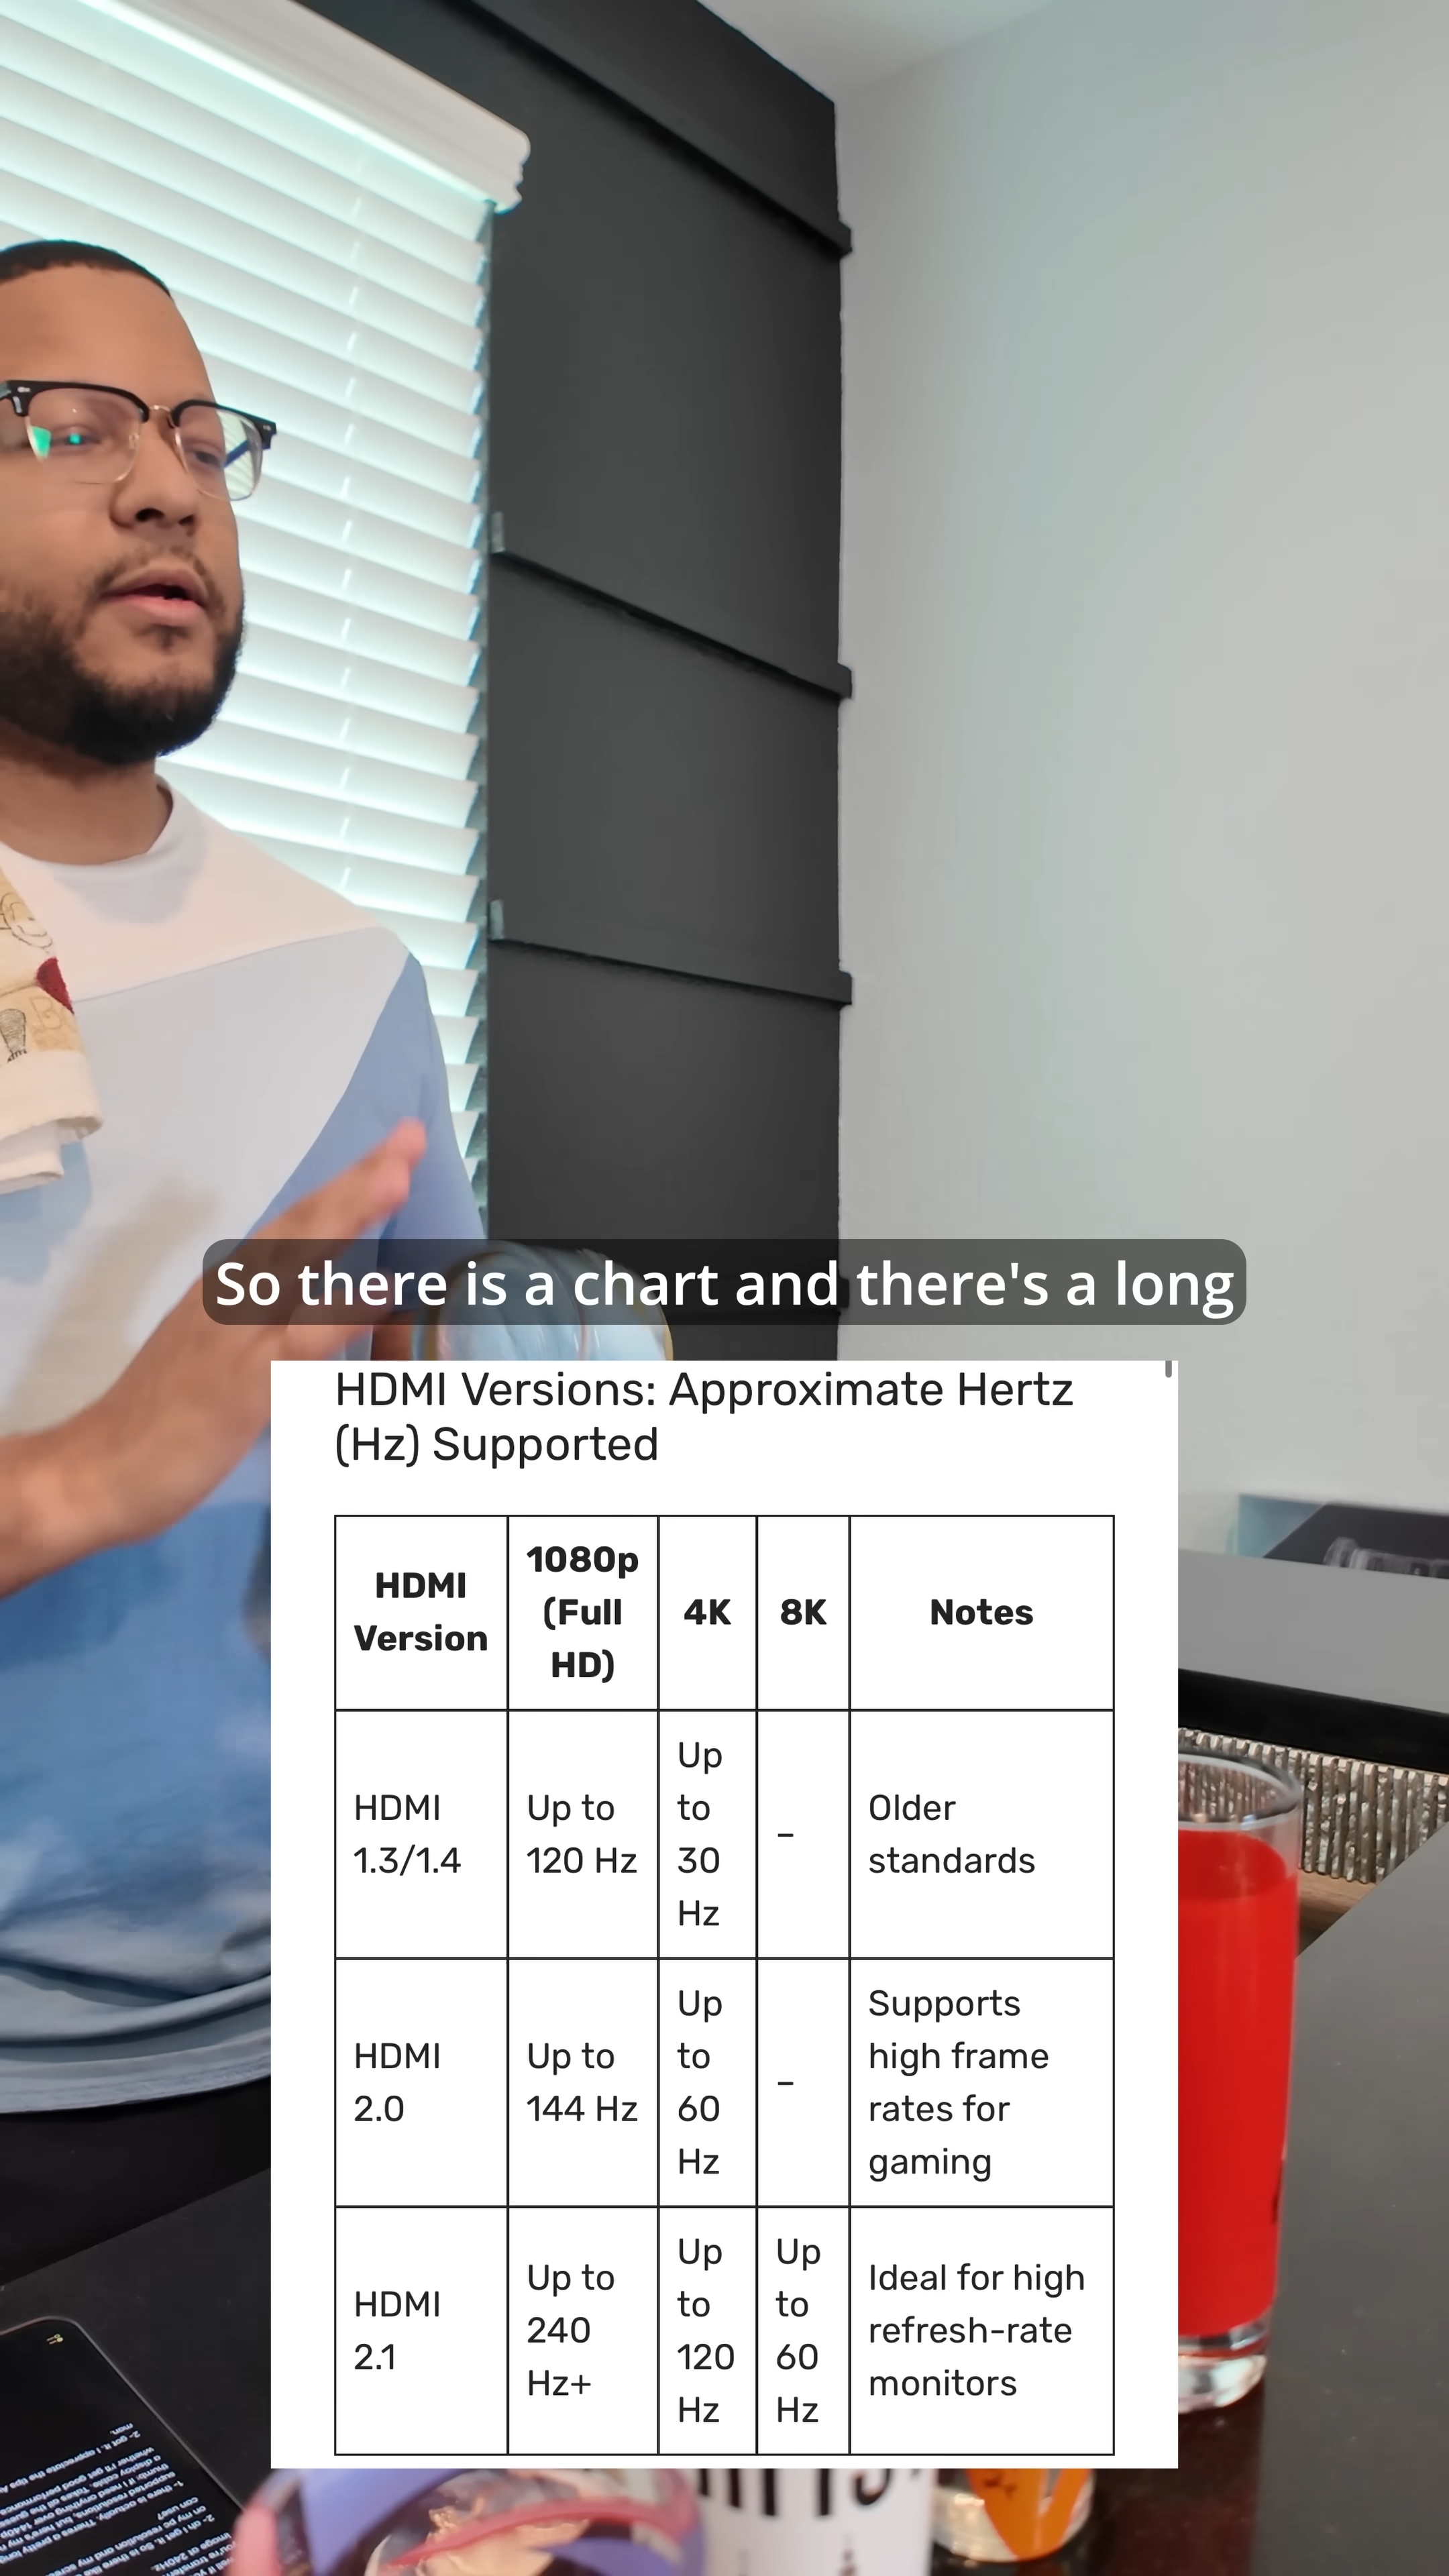 So there is a chart and there's a long
HDMI Versions: Approximate Hertz
(Hz) Supported
HDMI
Version
1080p
(Full
HD)
4K
8K
Notes
HDMI
1.3/1.4
Up to
120 Hz
Up
to
30
Hz
–
Older
standards
HDMI
2.0
Up to
144 Hz
Up
to
60
Hz
–
Supports
high frame
rates for
gaming
HDMI
2.1
Up to
240
Hz+
Up
to
120
Hz
Up
to
60
Hz
Ideal for high
refresh-rate
monitors